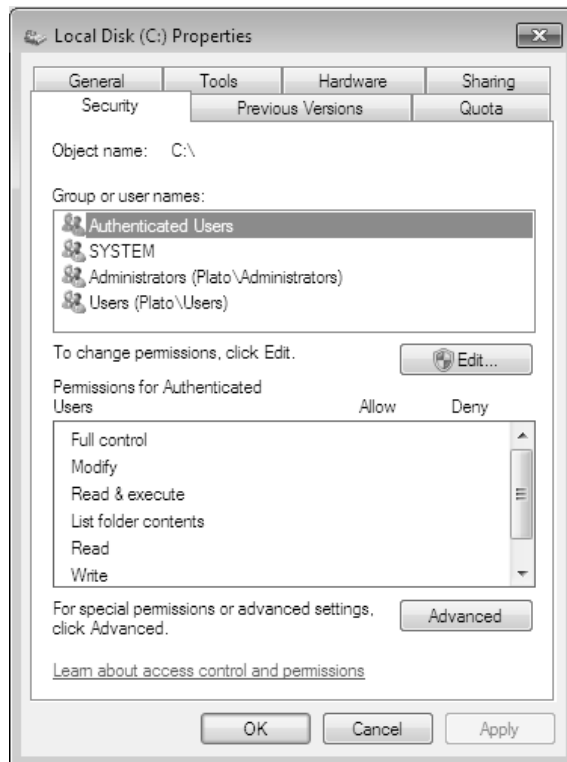 Local Disk (C:) Properties
General Tools Hardware Sharing
Security Previous Versions Quota
Object name: C:\
Group or user names:
Authenticated Users
SYSTEM
Administrators (Plato\Administrators)
Users (Plato\Users)
To change permissions, click Edit.
Edit...
Permissions for Authenticated
Users Allow Deny
Full control
Modify
Read & execute
List folder contents
Read
Write
For special permissions or advanced settings,
click Advanced.
Advanced
Learn about access control and permissions
OK Cancel Apply